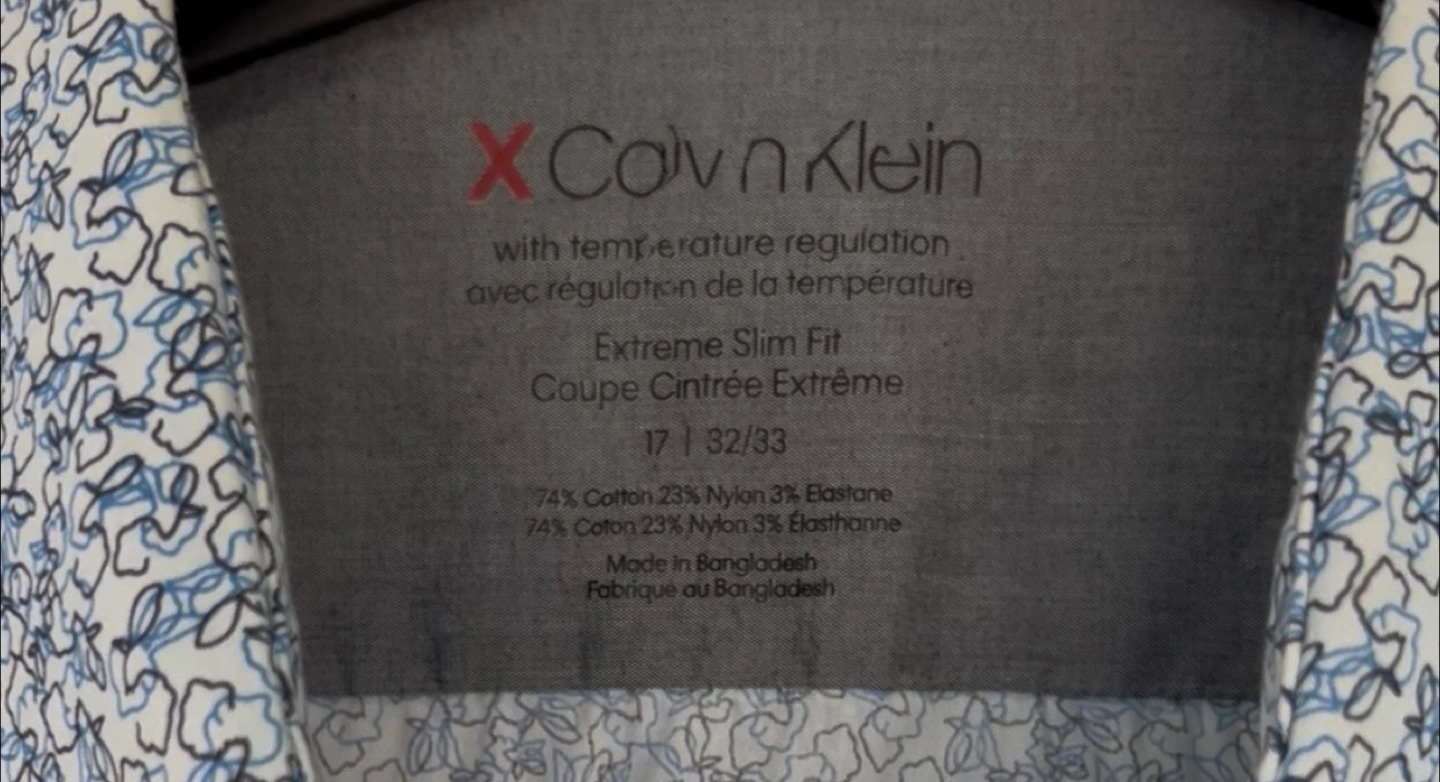 X Calvin Klein
with temperature regulation
avec régulation de la température
Extreme Slim Fit
Coupe Cintrée Extrême
17 | 32/33
74% Cotton 23% Nylon 3% Elastane
74% Coton 23% Nylon 3% Élasthanne
Made in Bangladesh
Fabriqué au Bangladesh